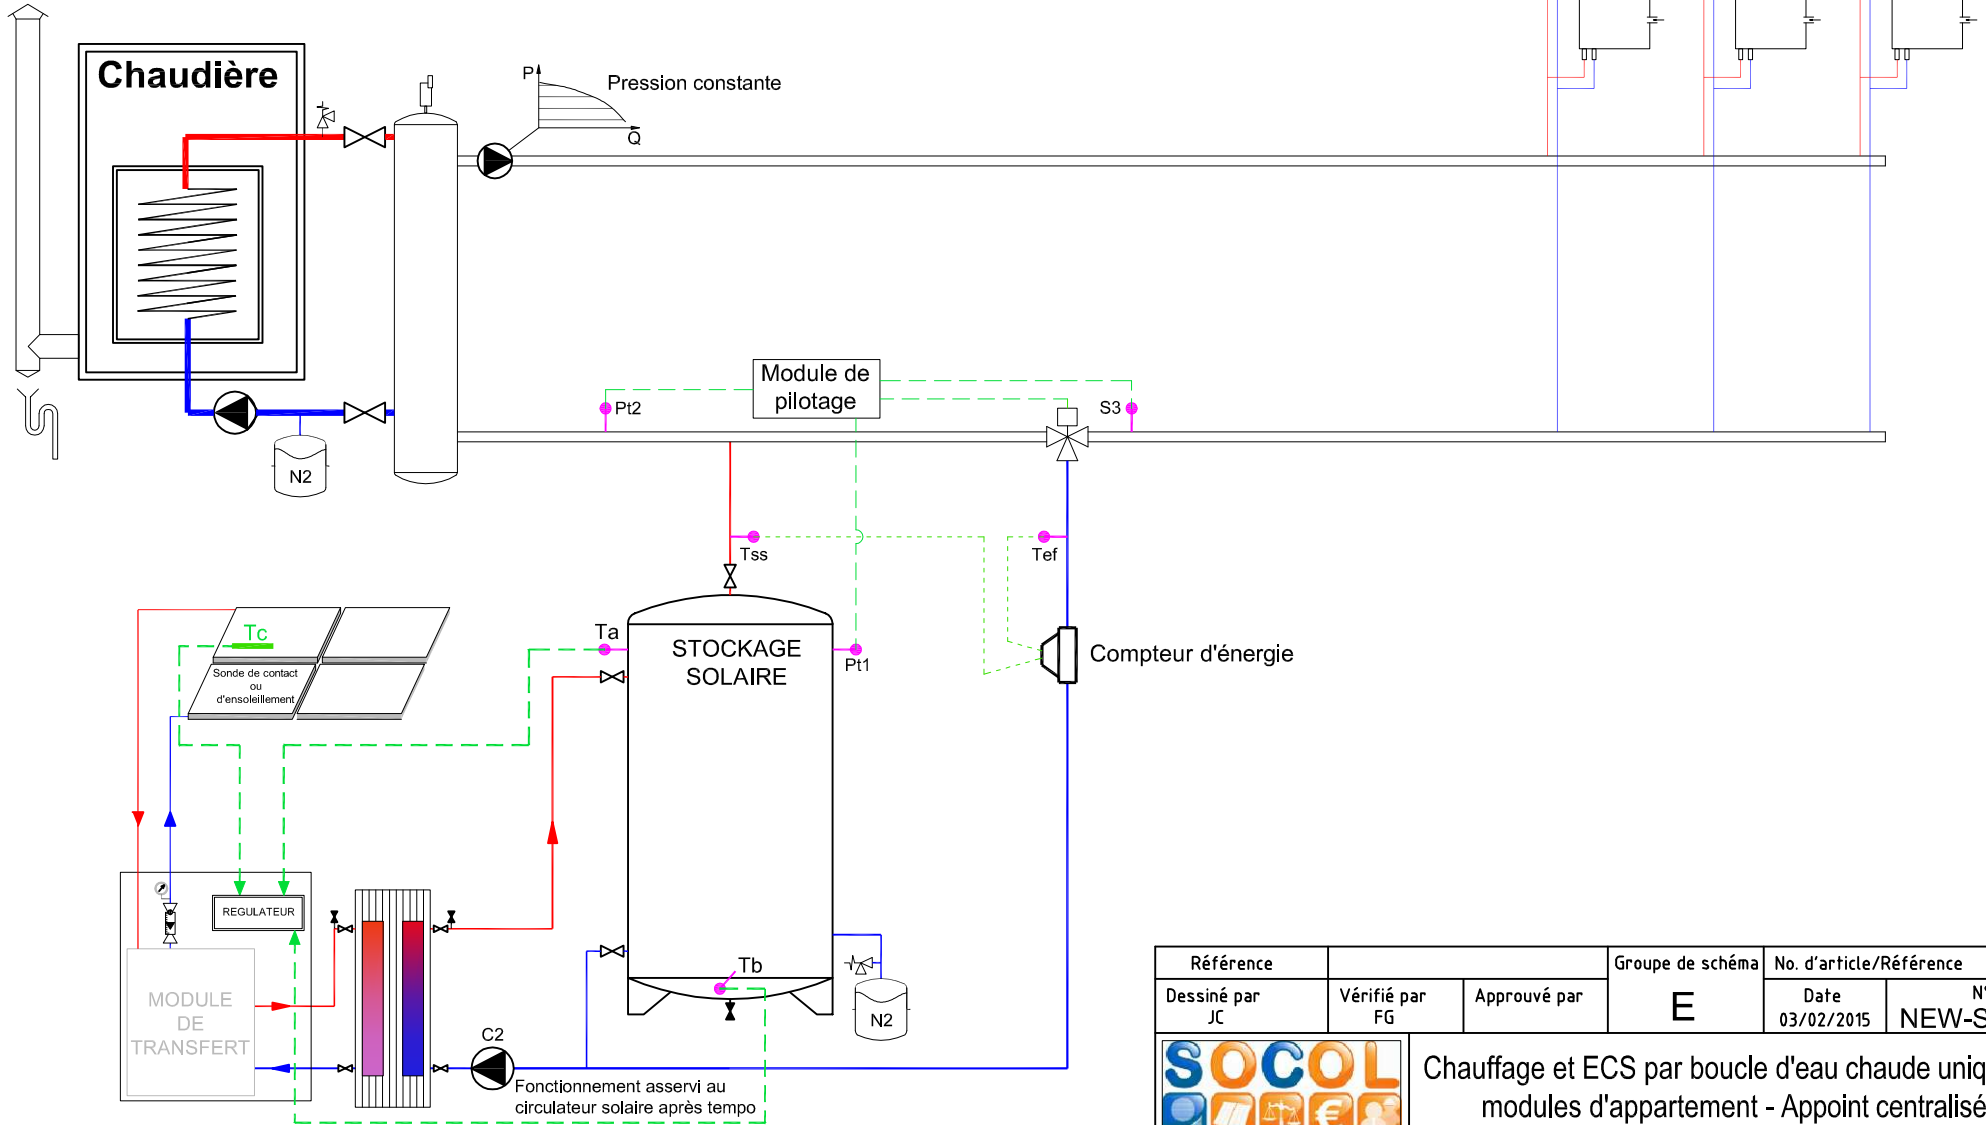 Chaudière
P
Pression constante
Q
Module de
pilotage
Pt2
S3
N2
Tss
Tef
Tc
Sonde de contact
ou
d'ensoleillement
Ta
STOCKAGE
SOLAIRE
Pt1
Compteur d'énergie
REGULATEUR
MODULE
DE
TRANSFERT
Tb
N2
C2
Fonctionnement asservi au
circulateur solaire après tempo
Référence
Groupe de schéma
No. d'article/Référence
Dessiné par
JC
Vérifié par
FG
Approuvé par
E
Date
03/02/2015
N°
NEW-S
SOCOL
Chauffage et ECS par boucle d'eau chaude uniq
modules d'appartement - Appoint centralisé